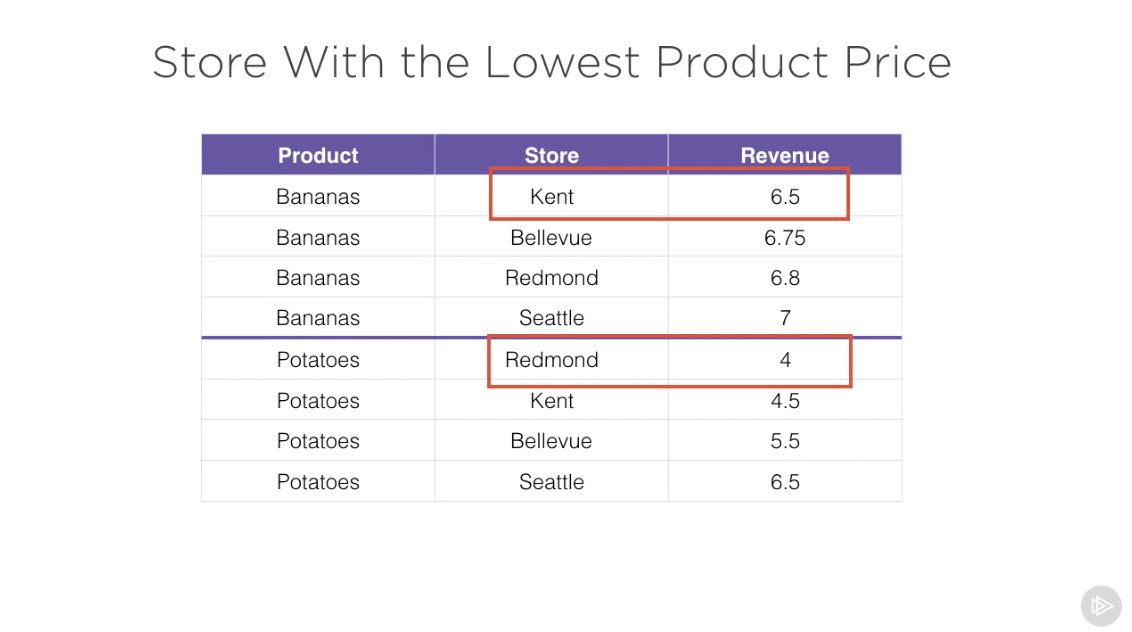 Store With the Lowest Product Price
Product Store Revenue
Bananas Kent 6.5
Bananas Bellevue 6.75
Bananas Redmond 6.8
Bananas Seattle 7
Potatoes Redmond 4
Potatoes Kent 4.5
Potatoes Bellevue 5.5
Potatoes Seattle 6.5